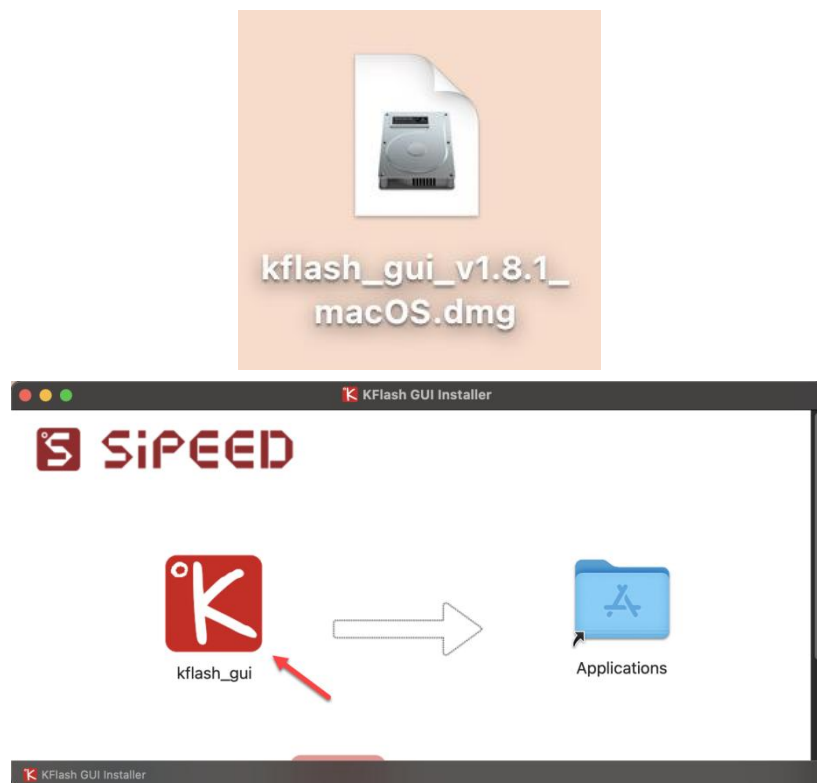 kflash_gui_v1.8.1_
macOS.dmg
KFlash GUI Installer
SiPEED
kflash_gui
Applications
KFlash GUI Installer